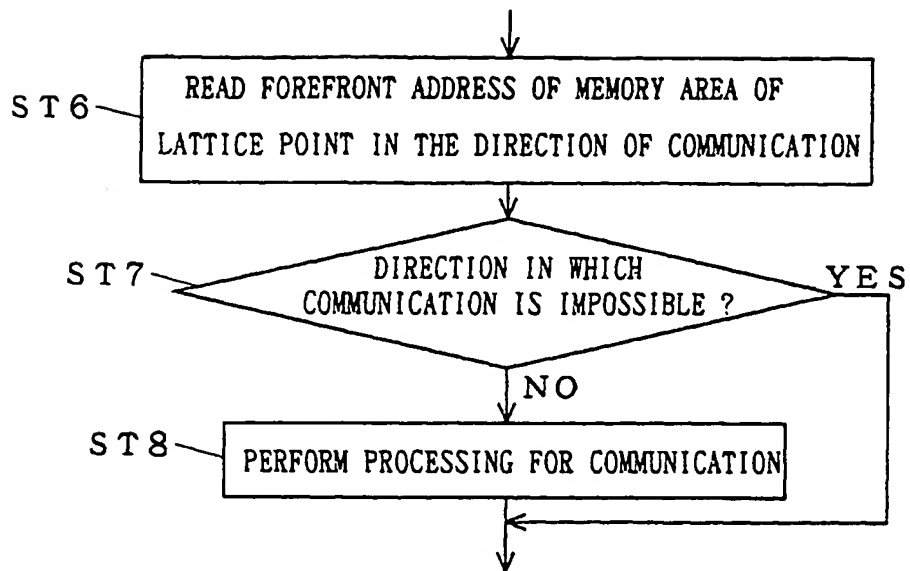 READ FOREFRONT ADDRESS OF MEMORY AREA OF
ST6
LATTICE POINT IN THE DIRECTION OF COMMUNICATION
ST7
DIRECTION IN WHICH
YES
COMMUNICATION IS IMPOSSIBLE ?
NO
ST8
PERFORM PROCESSING FOR COMMUNICATION